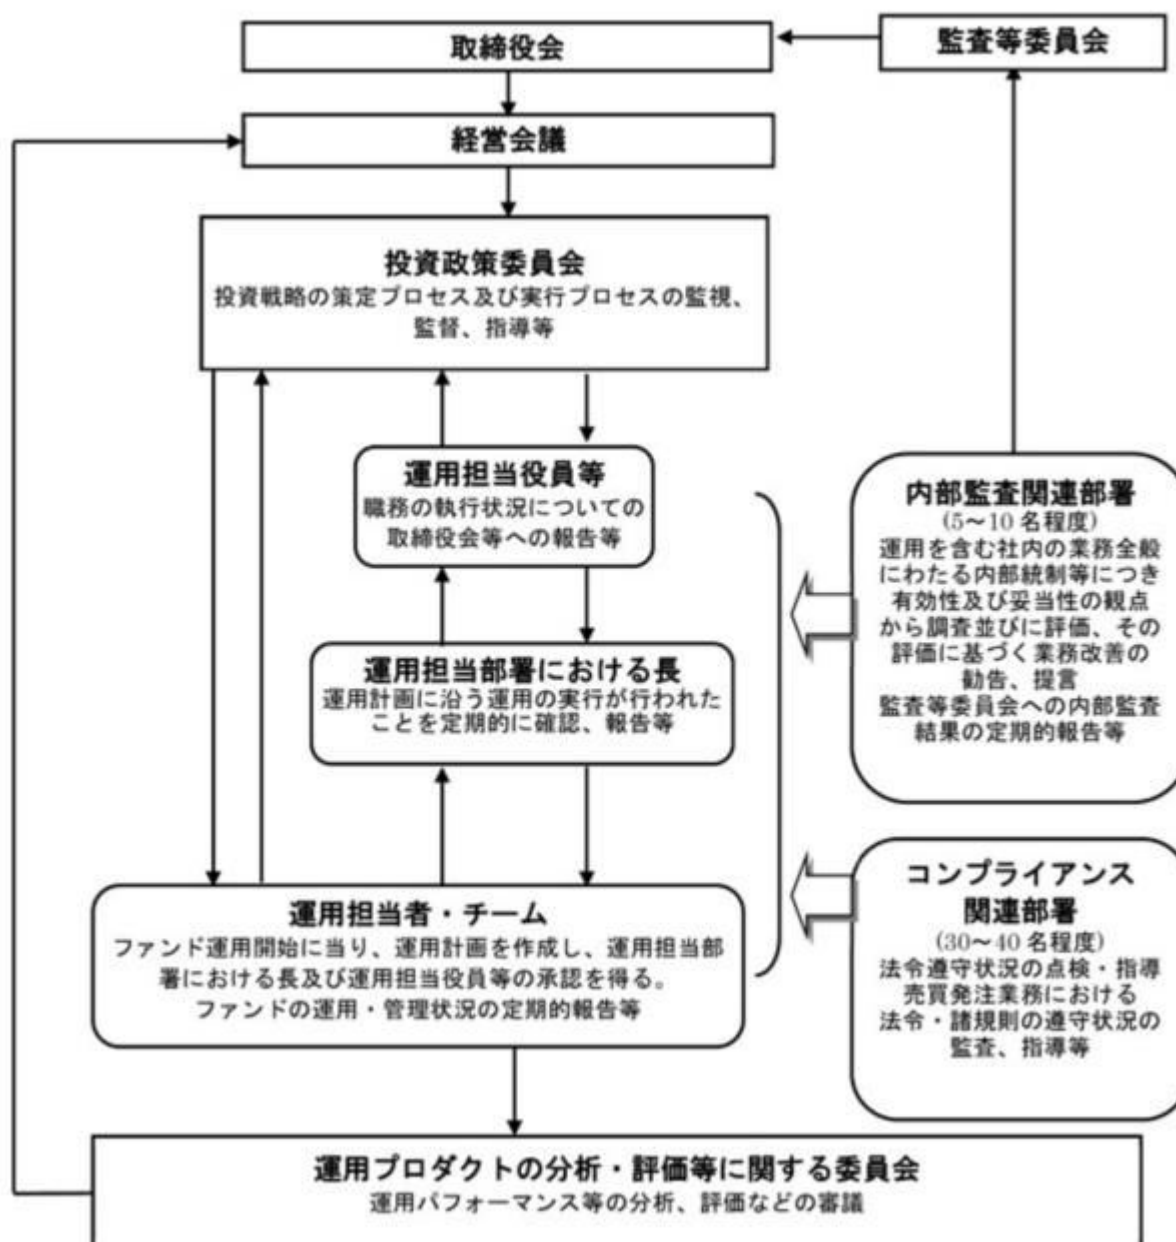 取締役会
監査等委員会
経営会議
投資政策委員会
投資戦略の策定プロセス及び実行プロセスの監視、
監督、指導等
運用担当役員等
職務の執行状況についての
取締役会等への報告等
運用担当部署における長
運用計画に沿う運用の実行が行われた
ことを定期的に確認、報告等
運用担当者・チーム
ファンド運用開始に当り、運用計画を作成し、運用担当部
署における長及び運用担当役員等の承認を得る。
ファンドの運用・管理状況の定期的報告等
内部監査関連部署
(5～10 名程度)
運用を含む社内の業務全般
にわたる内部統制等につき
有効性及び妥当性の観点
から調査並びに評価、その
評価に基づく業務改善の
勧告、提言
監査等委員会への内部監査
結果の定期的報告等
コンプライアンス
関連部署
(30～40 名程度)
法令遵守状況の点検・指導
売買発注業務における
法令・諸規則の遵守状況の
監査、指導等
運用プロダクトの分析・評価等に関する委員会
運用パフォーマンス等の分析、評価などの審議